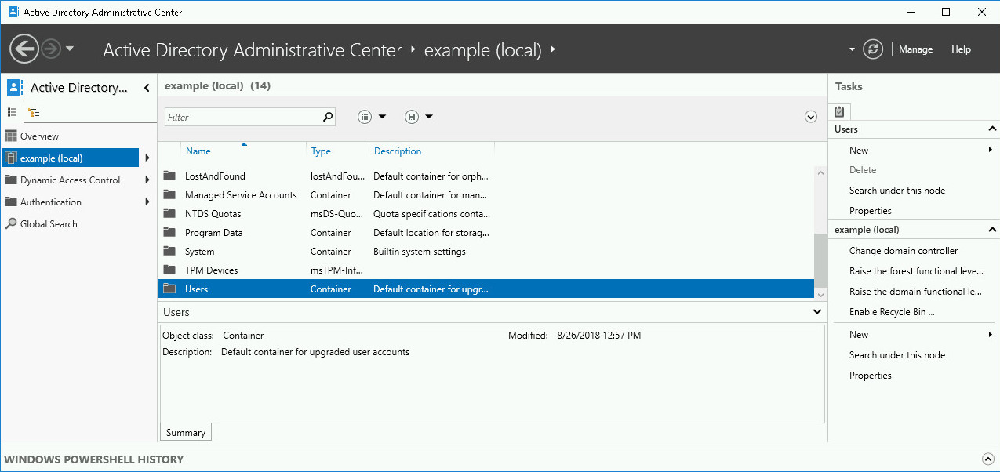 Active Directory Administrative Center
Active Directory Administrative Center example (local)
Manage Help
Active Directory...
Overview
example (local)
Dynamic Access Control
Authentication
Global Search
example (local) (14)
Filter
Name Type Description
LostAndFound lostAndFou... Default container for orph...
Managed Service Accounts Container Default container for man...
NTDS Quotas msDS-Quo... Quota specifications conta...
Program Data Container Default location for storag...
System Container Builtin system settings
TPM Devices msTPM-Inf...
Users Container Default container for upgr...
Users
Object class: Container Modified: 8/26/2018 12:57 PM
Description: Default container for upgraded user accounts
Summary
Tasks
Users
New
Delete
Search under this node
Properties
example (local)
Change domain controller
Raise the forest functional leve...
Raise the domain functional le...
Enable Recycle Bin ...
New
Search under this node
Properties
WINDOWS POWERSHELL HISTORY